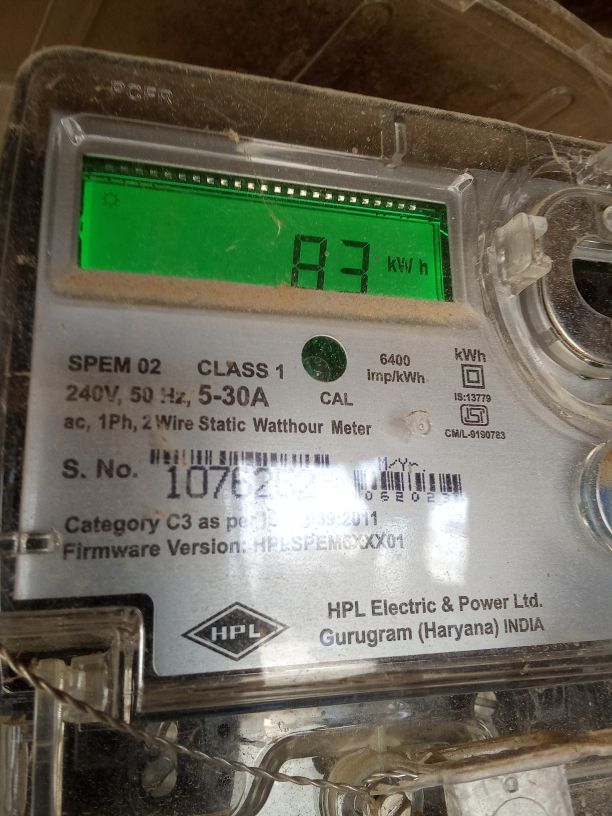 83 kWh
SPEM 02 CLASS 1 6400 imp/kWh kWh
240V, 50 Hz, 5-30A CAL IS:13779
ac, 1Ph, 2 Wire Static Watthour Meter CM/L-9190783
S. No. M/Yr.
Category C3 as per
Firmware Version:
HPL
HPL Electric & Power Ltd.
Gurugram (Haryana) INDIA